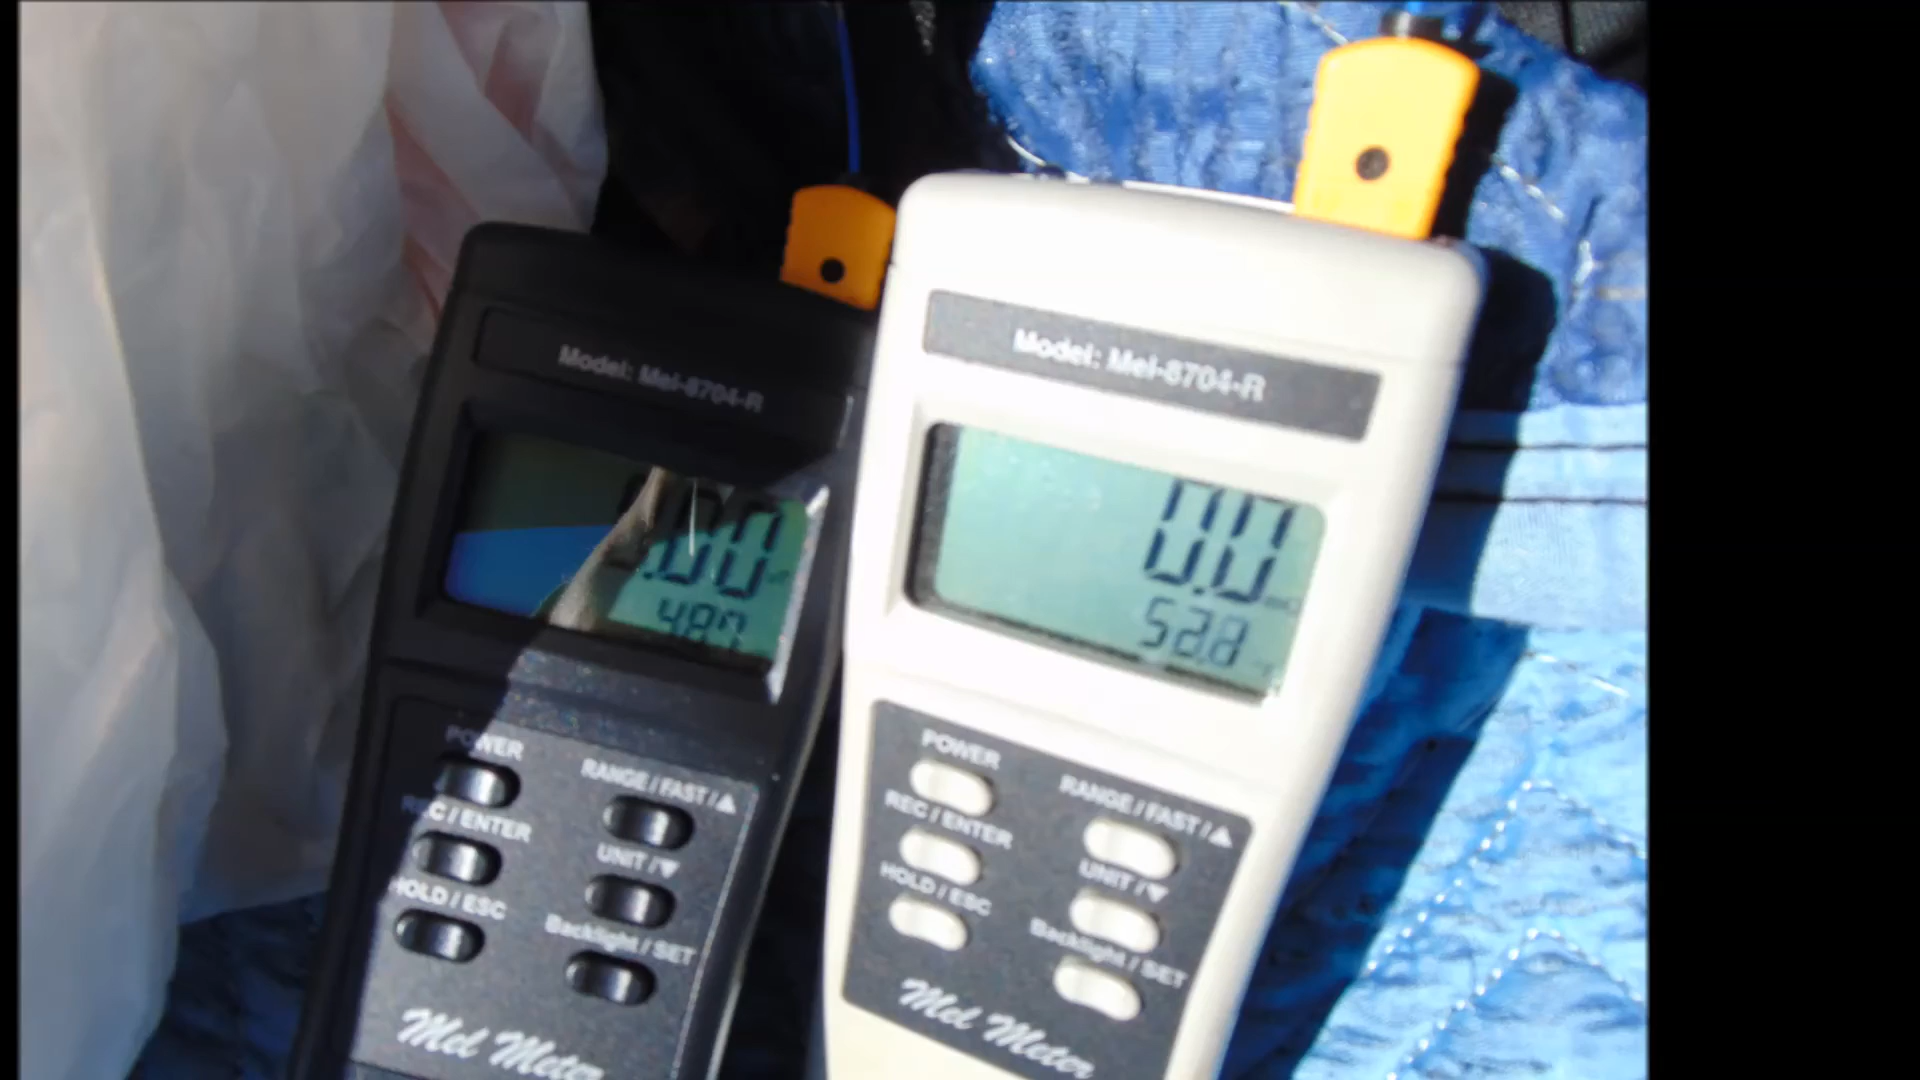 Model: Mel-8704-R
0.00
48.7
POWER
RANGE / FAST / ▲
REC / ENTER
UNIT / ▼
HOLD / ESC
Backlight / SET
Mel Meter
Model: Mel-8704-R
0.0
52.8
POWER
RANGE / FAST / ▲
REC / ENTER
UNIT / ▼
HOLD / ESC
Backlight / SET
Mel Meter